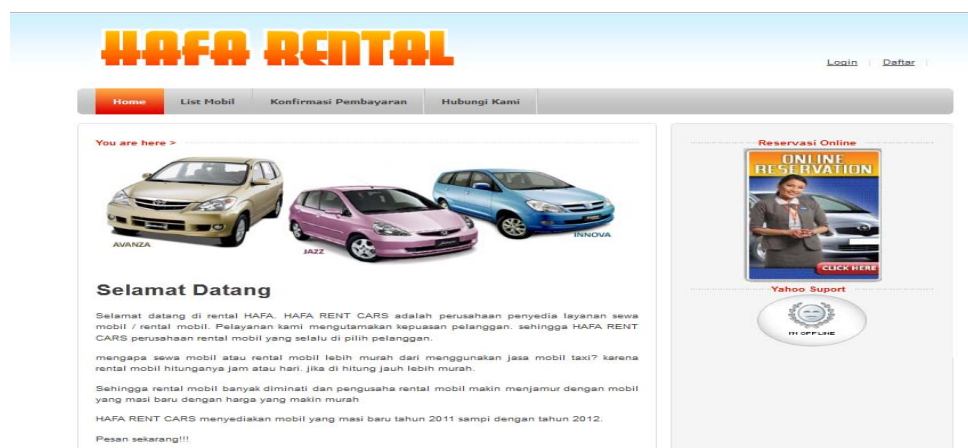 HAFA RENTAL
Login
Daftar
Home
List Mobil
Konfirmasi Pembayaran
Hubungi Kami
You are here >
AVANZA
JAZZ
INNOVA
Selamat Datang
Selamat datang di rental HAFA. HAFA RENT CARS adalah perusahaan penyedia layanan sewa
mobil / rental mobil. Pelayanan kami mengutamakan kepuasan pelanggan. sehingga HAFA RENT
CARS perusahaan rental mobil yang selalu di pilih pelanggan.
mengapa sewa mobil atau rental mobil lebih murah dari menggunakan jasa mobil taxi? karena
rental mobil hitunganya jam atau hari. jika di hitung jauh lebih murah.
Sehingga rental mobil banyak diminati dan pengusaha rental mobil makin menjamur dengan mobil
yang masi baru dengan harga yang makin murah
HAFA RENT CARS menyediakan mobil yang masi baru tahun 2011 sampi dengan tahun 2012.
Pesan sekarang!!!
Reservasi Online
ONLINE
RESERVATION
CLICK HERE
Yahoo Suport
IM OFFLINE